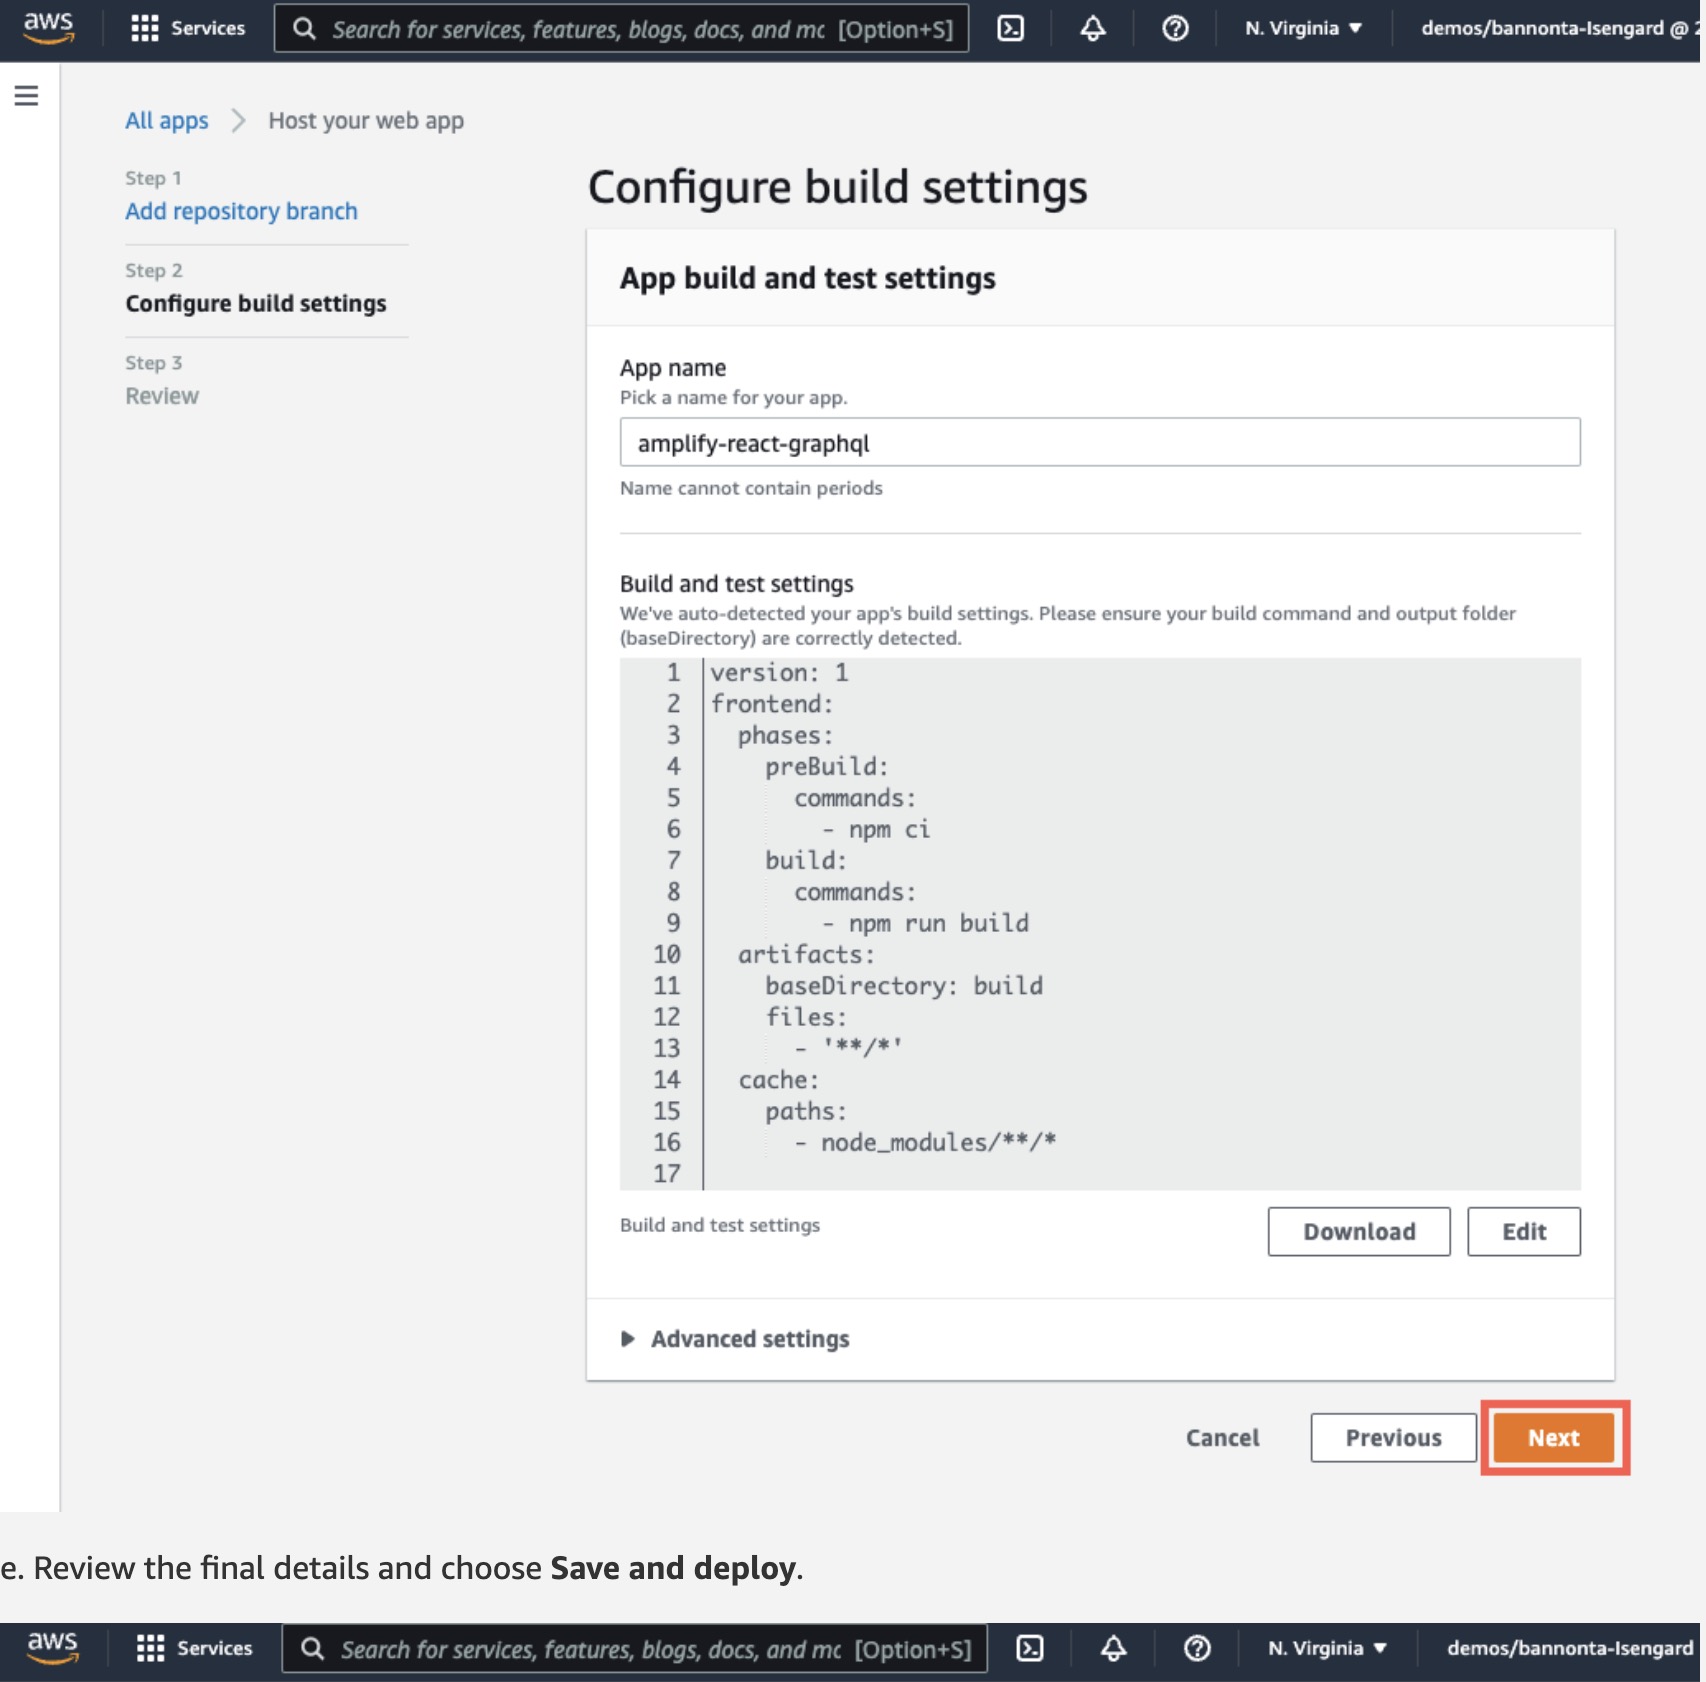 aws Services Search for services, features, blogs, docs, and mc [Option+S] N. Virginia ▼ demos/bannonta-Isengard @
All apps > Host your web app
Step 1
Add repository branch
Step 2
Configure build settings
Step 3
Review
Configure build settings
App build and test settings
App name
Pick a name for your app.
amplify-react-graphql
Name cannot contain periods
Build and test settings
We've auto-detected your app's build settings. Please ensure your build command and output folder
(baseDirectory) are correctly detected.
1 version: 1
2 frontend:
3   phases:
4     preBuild:
5       commands:
6         - npm ci
7     build:
8       commands:
9         - npm run build
10   artifacts:
11     baseDirectory: build
12     files:
13       - '**/*'
14   cache:
15     paths:
16       - node_modules/**/*
17
Build and test settings Download Edit
Advanced settings
Cancel Previous Next
e. Review the final details and choose Save and deploy.
aws Services Search for services, features, blogs, docs, and mc [Option+S] N. Virginia ▼ demos/bannonta-Isengard